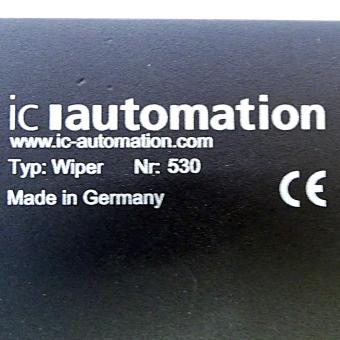 ic automation
www.ic-automation.com
Typ: Wiper Nr: 530
Made in Germany
CE